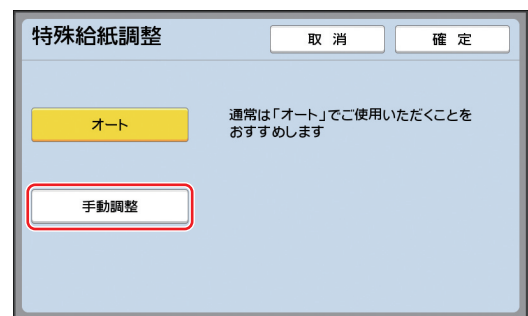 特殊給紙調整
取 消
確 定
オート
通常は「オート」でご使用いただくことを
おすすめします
手動調整